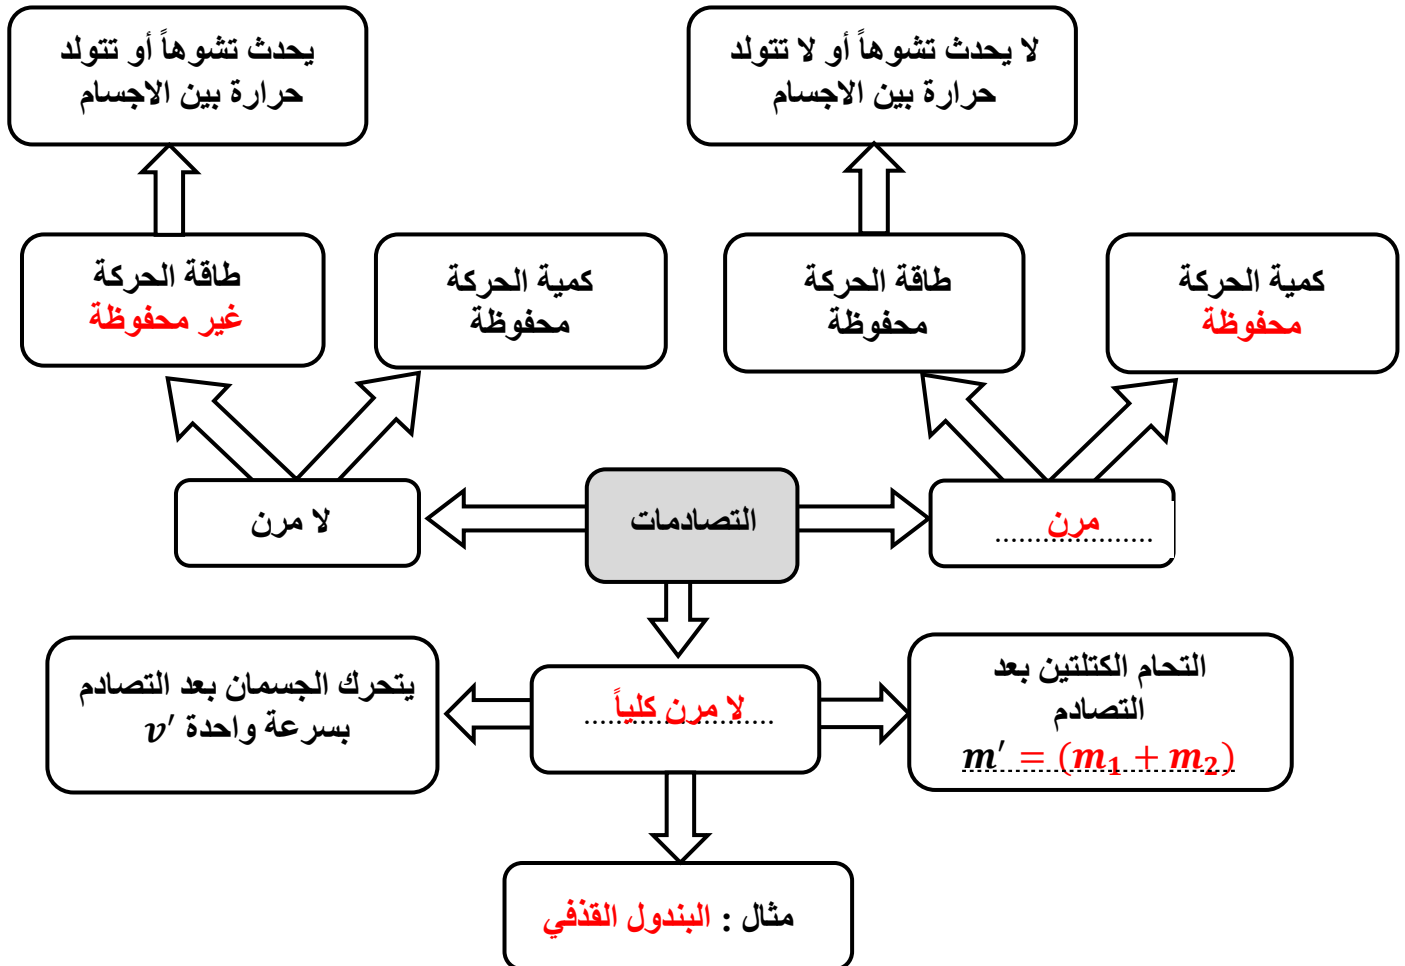 لا يحدث تشوهاً أو لا تتولد
حرارة بين الاجسام
يحدث تشوهاً أو تتولد
حرارة بين الاجسام
كمية الحركة
محفوظة
طاقة الحركة
محفوظة
كمية الحركة
محفوظة
طاقة الحركة
غير محفوظة
مرن
....................
التصادمات
لا مرن
التحام الكتلتين بعد
التصادم
m′ = (m₁ + m₂)
لا مرن كلياً
........................
يتحرك الجسمان بعد التصادم
بسرعة واحدة v′
مثال : البندول القذفي